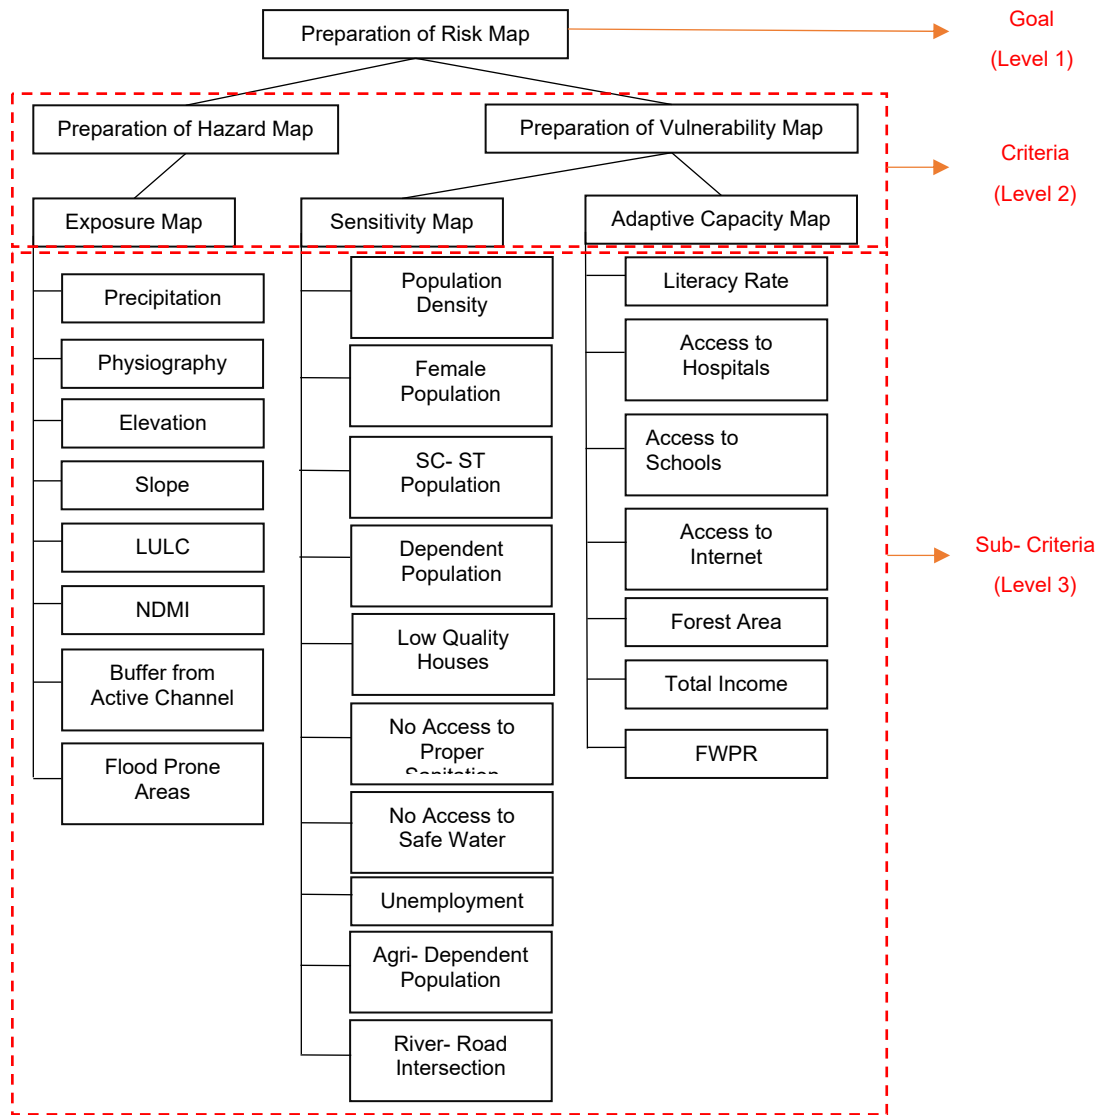 Preparation of Risk Map
Goal
(Level 1)
Preparation of Hazard Map
Preparation of Vulnerability Map
Criteria
(Level 2)
Exposure Map
Sensitivity Map
Adaptive Capacity Map
Precipitation
Physiography
Elevation
Slope
LULC
NDMI
Buffer from
Active Channel
Flood Prone
Areas
Population
Density
Female
Population
SC- ST
Population
Dependent
Population
Low Quality
Houses
No Access to
Proper
Sanitation
No Access to
Safe Water
Unemployment
Agri- Dependent
Population
River- Road
Intersection
Literacy Rate
Access to
Hospitals
Access to
Schools
Access to
Internet
Forest Area
Total Income
FWPR
Sub- Criteria
(Level 3)